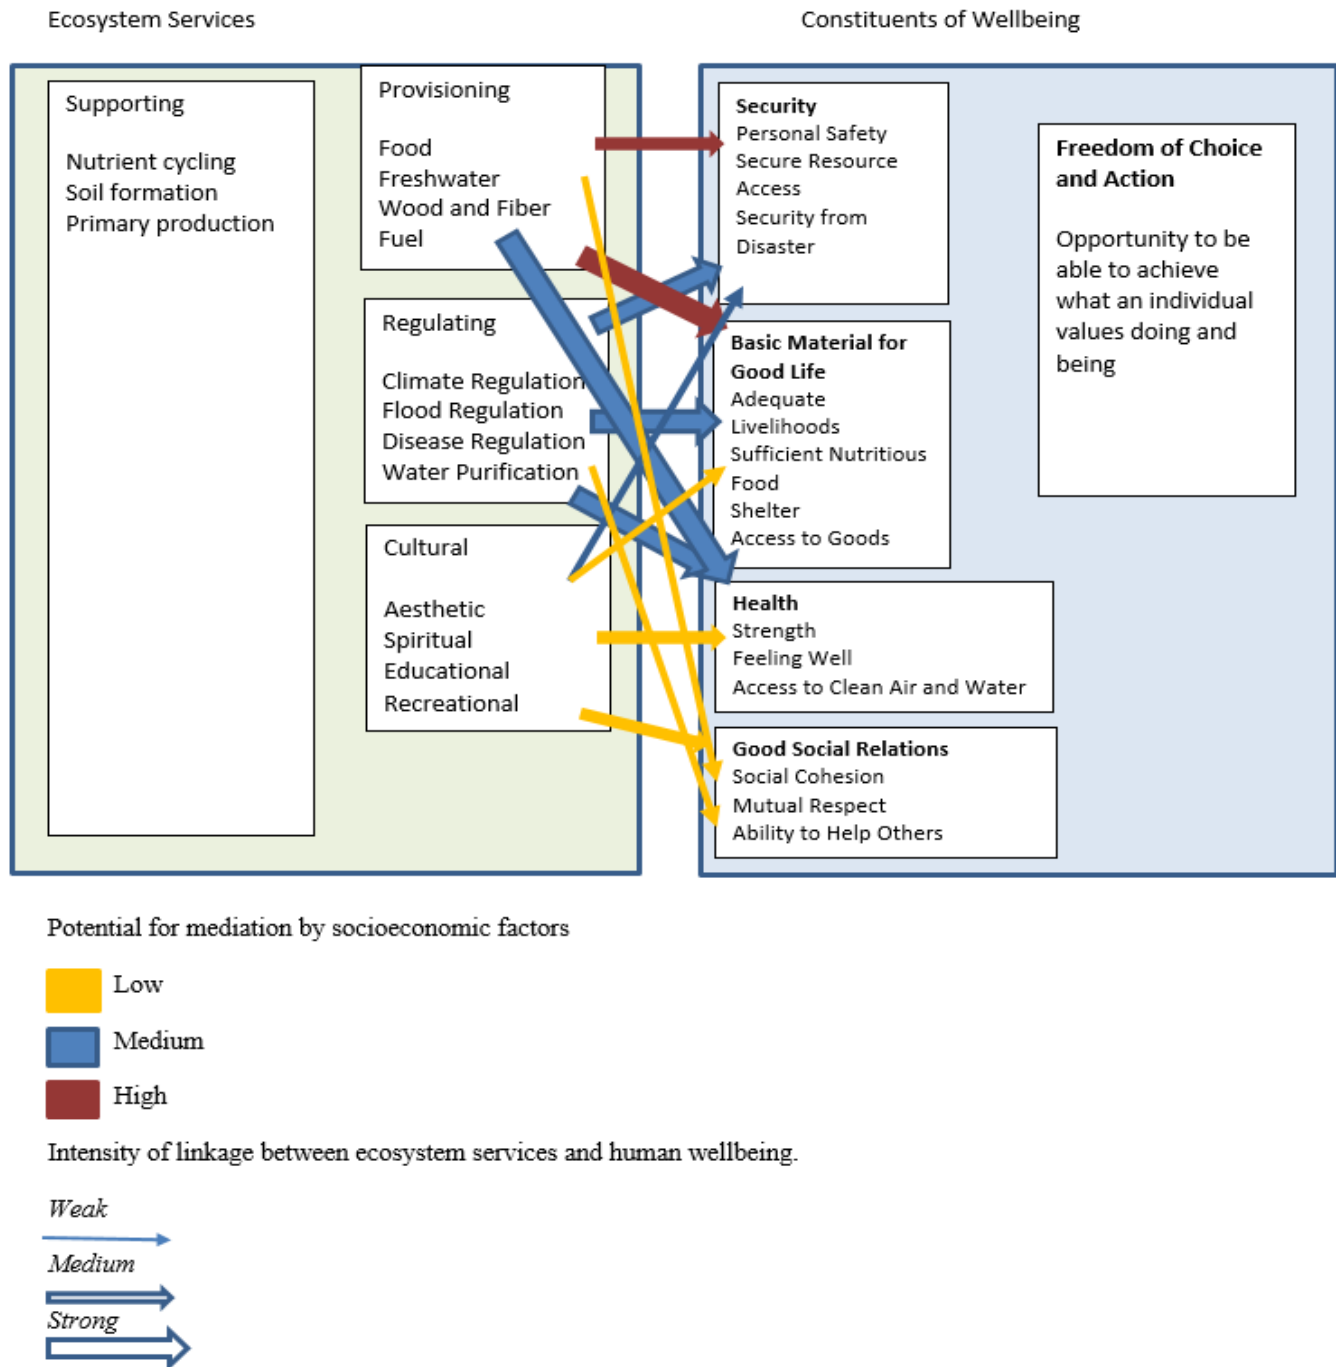 Ecosystem Services
Constituents of Wellbeing
Supporting
Nutrient cycling
Soil formation
Primary production
Provisioning
Food
Freshwater
Wood and Fiber
Fuel
Regulating
Climate Regulation
Flood Regulation
Disease Regulation
Water Purification
Cultural
Aesthetic
Spiritual
Educational
Recreational
Security
Personal Safety
Secure Resource
Access
Security from
Disaster
Basic Material for
Good Life
Adequate
Livelihoods
Sufficient Nutritious
Food
Shelter
Access to Goods
Health
Strength
Feeling Well
Access to Clean Air and Water
Good Social Relations
Social Cohesion
Mutual Respect
Ability to Help Others
Freedom of Choice
and Action
Opportunity to be
able to achieve
what an individual
values doing and
being
Potential for mediation by socioeconomic factors
Low
Medium
High
Intensity of linkage between ecosystem services and human wellbeing.
Weak
Medium
Strong